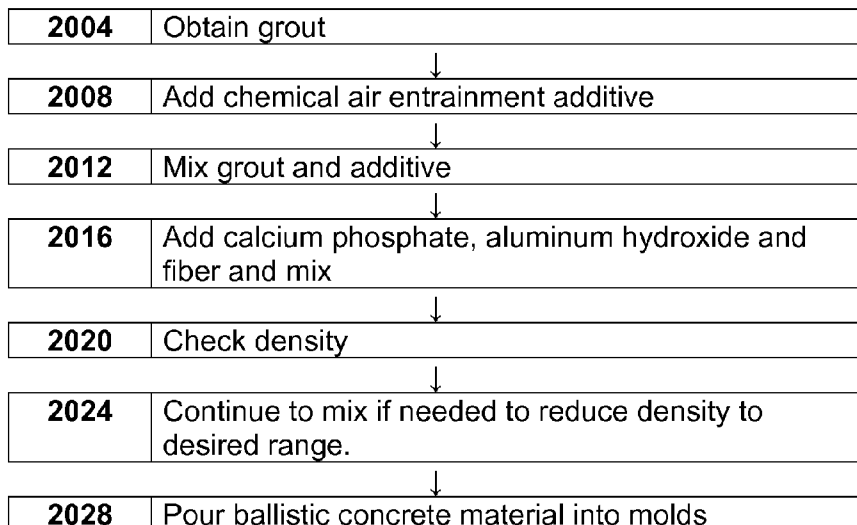 2004 Obtain grout
↓
2008 Add chemical air entrainment additive
↓
2012 Mix grout and additive
↓
2016 Add calcium phosphate, aluminum hydroxide and
fiber and mix
↓
2020 Check density
↓
2024 Continue to mix if needed to reduce density to
desired range.
↓
2028 Pour ballistic concrete material into molds